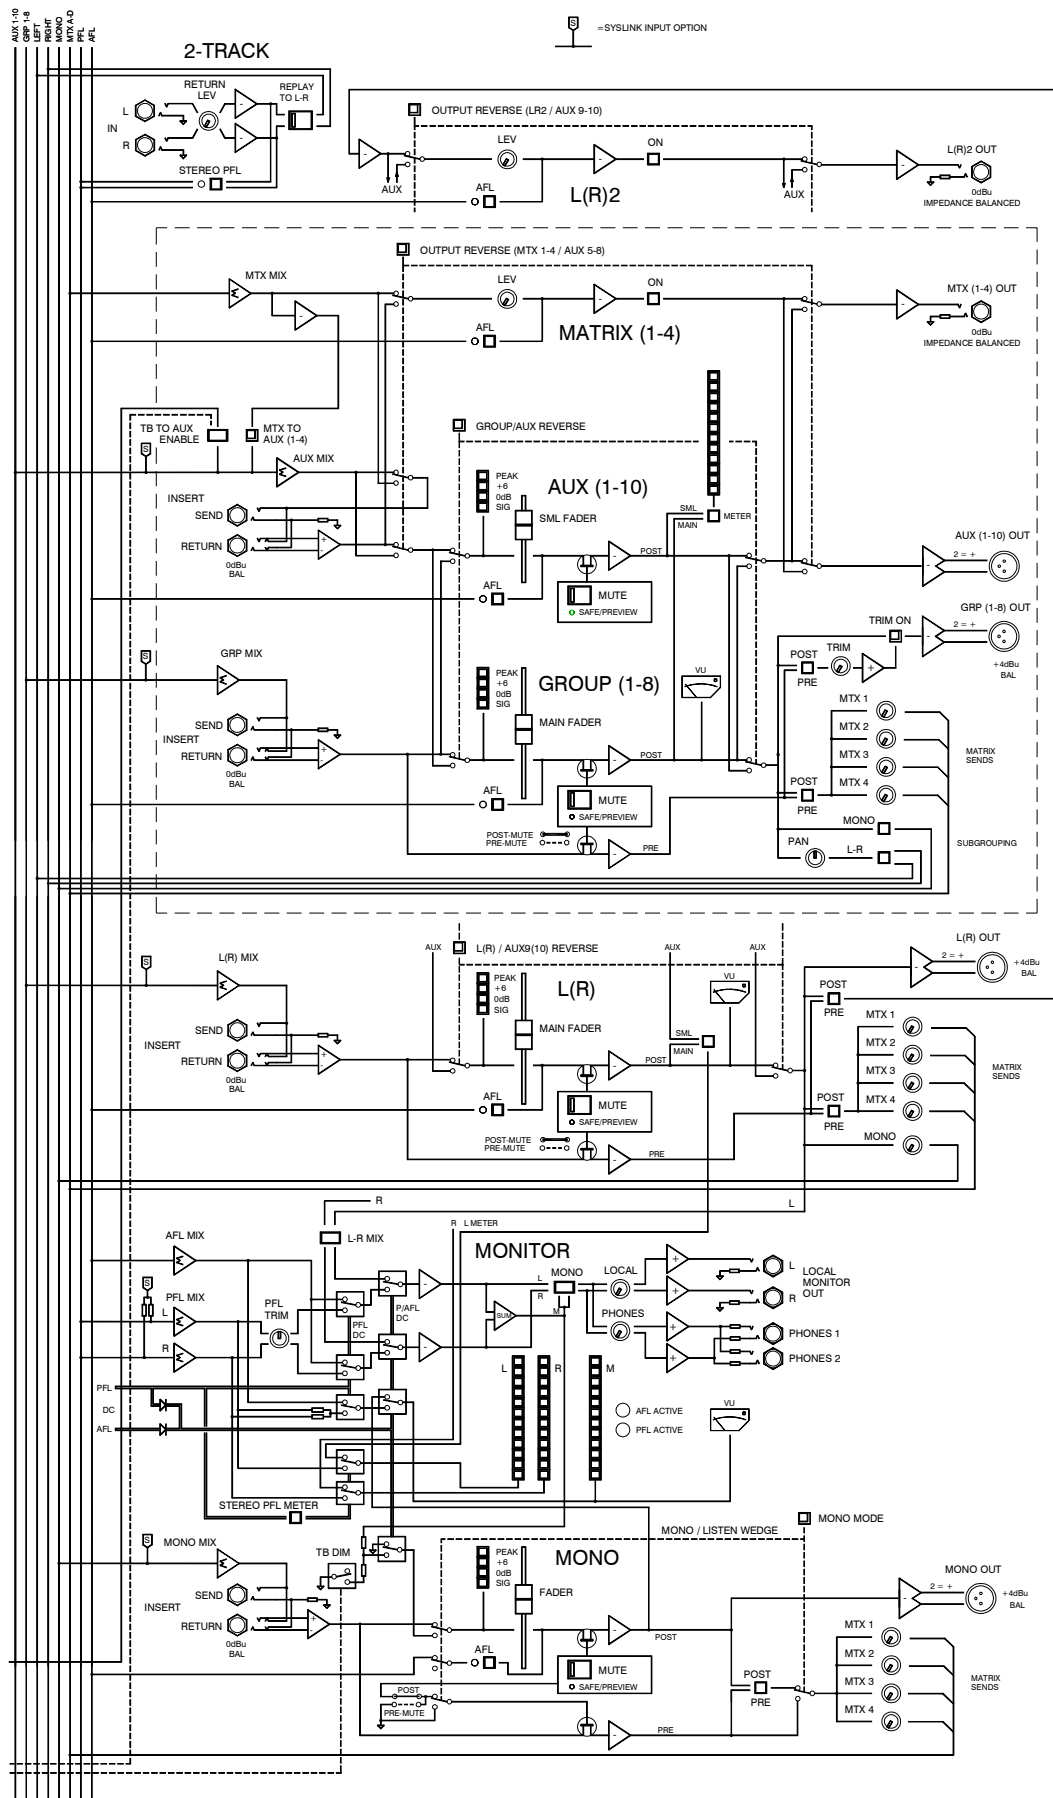 AUX 1-10
GRP 1-8
LEFT
RIGHT
MONO
MTX A-D
PFL
AFL
S
=SYSLINK INPUT OPTION
2-TRACK
RETURN
LEV
REPLAY
TO L-R
L
IN
R
STEREO PFL
OUTPUT REVERSE (LR2 / AUX 9-10)
LEV
ON
AUX
AFL
L(R)2
AUX
L(R)2 OUT
0dBu
IMPEDANCE BALANCED
OUTPUT REVERSE (MTX 1-4 / AUX 5-8)
MTX MIX
LEV
ON
AFL
MATRIX (1-4)
MTX (1-4) OUT
0dBu
IMPEDANCE BALANCED
TB TO AUX
ENABLE
MTX TO
AUX (1-4)
GROUP/AUX REVERSE
S
AUX MIX
INSERT
SEND
RETURN
0dBu
BAL
PEAK
+6
0dB
SIG
AUX (1-10)
SML FADER
SML
MAIN
METER
POST
AFL
MUTE
SAFE/PREVIEW
AUX (1-10) OUT
2 = +
GRP (1-8) OUT
2 = +
+4dBu
BAL
TRIM ON
POST
TRIM
PRE
S
GRP MIX
SEND
INSERT
RETURN
0dBu
BAL
PEAK
+6
0dB
SIG
GROUP (1-8)
MAIN FADER
VU
POST
AFL
MUTE
SAFE/PREVIEW
POST-MUTE
PRE-MUTE
PRE
MTX 1
MTX 2
MTX 3
MTX 4
MATRIX
SENDS
POST
PRE
MONO
PAN
L-R
SUBGROUPING
S
L(R) MIX
AUX
L(R) / AUX9(10) REVERSE
AUX
AUX
SEND
INSERT
RETURN
0dBu
BAL
PEAK
+6
0dB
SIG
L(R)
MAIN FADER
VU
SML
MAIN
POST
AFL
MUTE
SAFE/PREVIEW
POST-MUTE
PRE-MUTE
PRE
L(R) OUT
2 = +
+4dBu
BAL
POST
PRE
MTX 1
MTX 2
MTX 3
MTX 4
MATRIX
SENDS
POST
PRE
MONO
R
L
R
L METER
AFL MIX
L-R MIX
MONITOR
S
PFL MIX
L
R
PFL
TRIM
PFL
DC
P/AFL
DC
SUM
L
R
M
MONO
LOCAL
PHONES
L
R
LOCAL
MONITOR
OUT
PHONES 1
PHONES 2
L
R
M
AFL ACTIVE
PFL ACTIVE
VU
PFL
DC
AFL
STEREO PFL METER
S
MONO MIX
TB DIM
MONO / LISTEN WEDGE
MONO MODE
SEND
INSERT
RETURN
0dBu
BAL
PEAK
+6
0dB
SIG
MONO
FADER
POST
AFL
MUTE
SAFE/PREVIEW
POST
PRE-MUTE
PRE
MONO OUT
2 = +
+4dBu
BAL
POST
PRE
MTX 1
MTX 2
MTX 3
MTX 4
MATRIX
SENDS